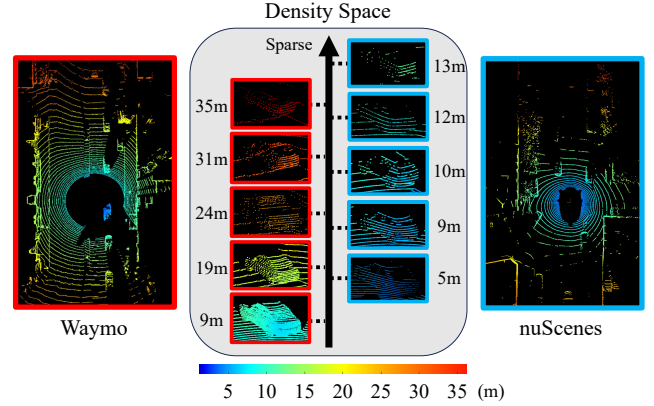 Density Space
Sparse
35m
31m
24m
19m
9m
13m
12m
10m
9m
5m
Waymo
nuScenes
5 10 15 20 25 30 35 (m)